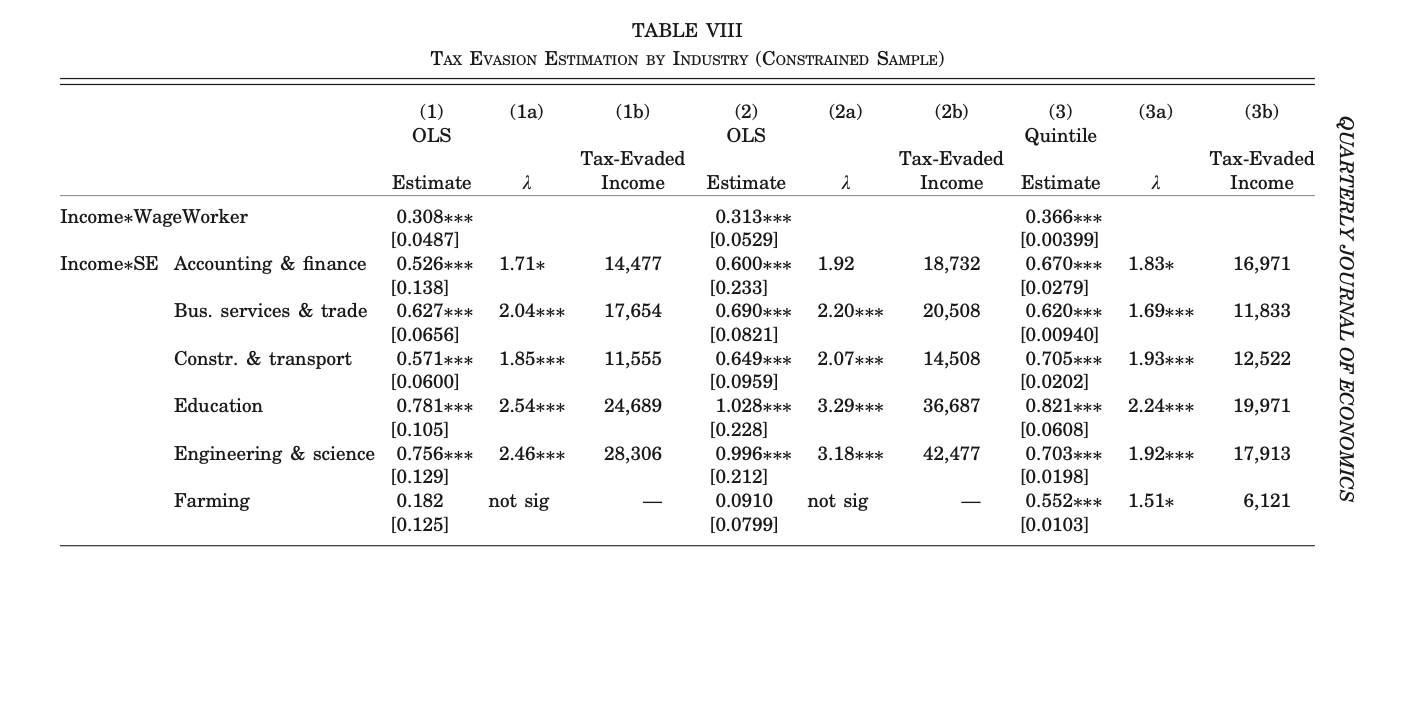 TABLE VIII
TAX EVASION ESTIMATION BY INDUSTRY (CONSTRAINED SAMPLE)
(1) (1a) (1b) (2) (2a) (2b) (3) (3a) (3b)
OLS OLS Quintile
Tax-Evaded Tax-Evaded Tax-Evaded
Estimate λ Income Estimate λ Income Estimate λ Income
Income∗WageWorker 0.308∗∗∗ 0.313∗∗∗ 0.366∗∗∗
[0.0487] [0.0529] [0.00399]
Income∗SE Accounting & finance 0.526∗∗∗ 1.71∗ 14,477 0.600∗∗∗ 1.92 18,732 0.670∗∗∗ 1.83∗ 16,971
[0.138] [0.233] [0.0279]
Bus. services & trade 0.627∗∗∗ 2.04∗∗∗ 17,654 0.690∗∗∗ 2.20∗∗∗ 20,508 0.620∗∗∗ 1.69∗∗∗ 11,833
[0.0656] [0.0821] [0.00940]
Constr. & transport 0.571∗∗∗ 1.85∗∗∗ 11,555 0.649∗∗∗ 2.07∗∗∗ 14,508 0.705∗∗∗ 1.93∗∗∗ 12,522
[0.0600] [0.0959] [0.0202]
Education 0.781∗∗∗ 2.54∗∗∗ 24,689 1.028∗∗∗ 3.29∗∗∗ 36,687 0.821∗∗∗ 2.24∗∗∗ 19,971
[0.105] [0.228] [0.0608]
Engineering & science 0.756∗∗∗ 2.46∗∗∗ 28,306 0.996∗∗∗ 3.18∗∗∗ 42,477 0.703∗∗∗ 1.92∗∗∗ 17,913
[0.129] [0.212] [0.0198]
Farming 0.182 not sig — 0.0910 not sig — 0.552∗∗∗ 1.51∗ 6,121
[0.125] [0.0799] [0.0103]
QUARTERLY JOURNAL OF ECONOMICS